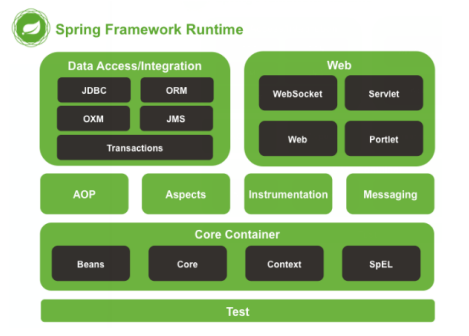 Spring Framework Runtime
Data Access/Integration
JDBC ORM
OXM JMS
Transactions
Web
WebSocket Servlet
Web Portlet
AOP Aspects Instrumentation Messaging
Core Container
Beans Core Context SpEL
Test